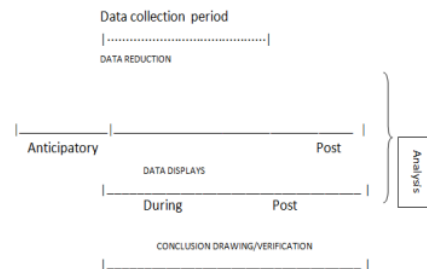 Data collection period
DATA REDUCTION
Anticipatory Post
Analysis
DATA DISPLAYS
During Post
CONCLUSION DRAWING/VERIFICATION